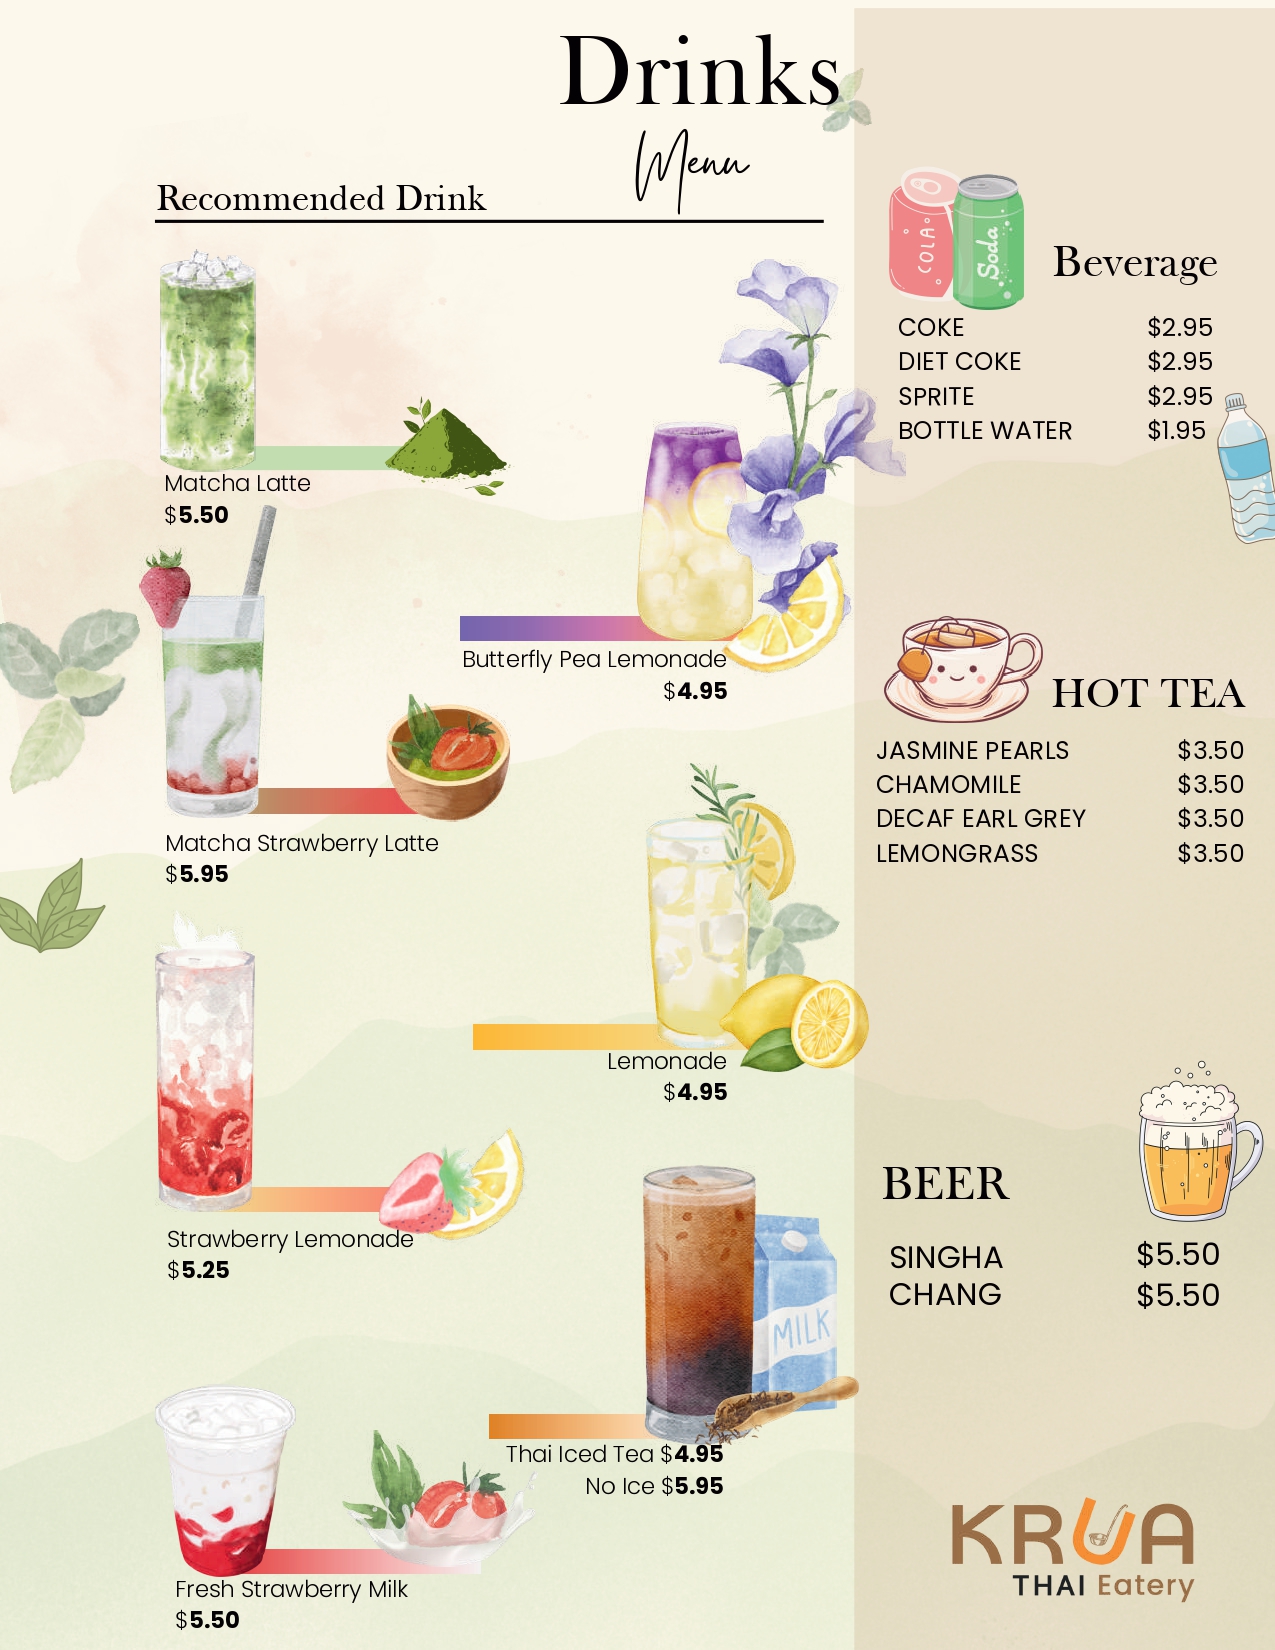 Drinks
Menu
Recommended Drink
Matcha Latte
$5.50
Matcha Strawberry Latte
$5.95
Strawberry Lemonade
$5.25
Fresh Strawberry Milk
$5.50
Butterfly Pea Lemonade
$4.95
Lemonade
$4.95
MILK
Thai Iced Tea $4.95
No Ice $5.95
COLA
Soda
Beverage
COKE $2.95
DIET COKE $2.95
SPRITE $2.95
BOTTLE WATER $1.95
HOT TEA
JASMINE PEARLS $3.50
CHAMOMILE $3.50
DECAF EARL GREY $3.50
LEMONGRASS $3.50
BEER
SINGHA $5.50
CHANG $5.50
KRUA
THAI Eatery